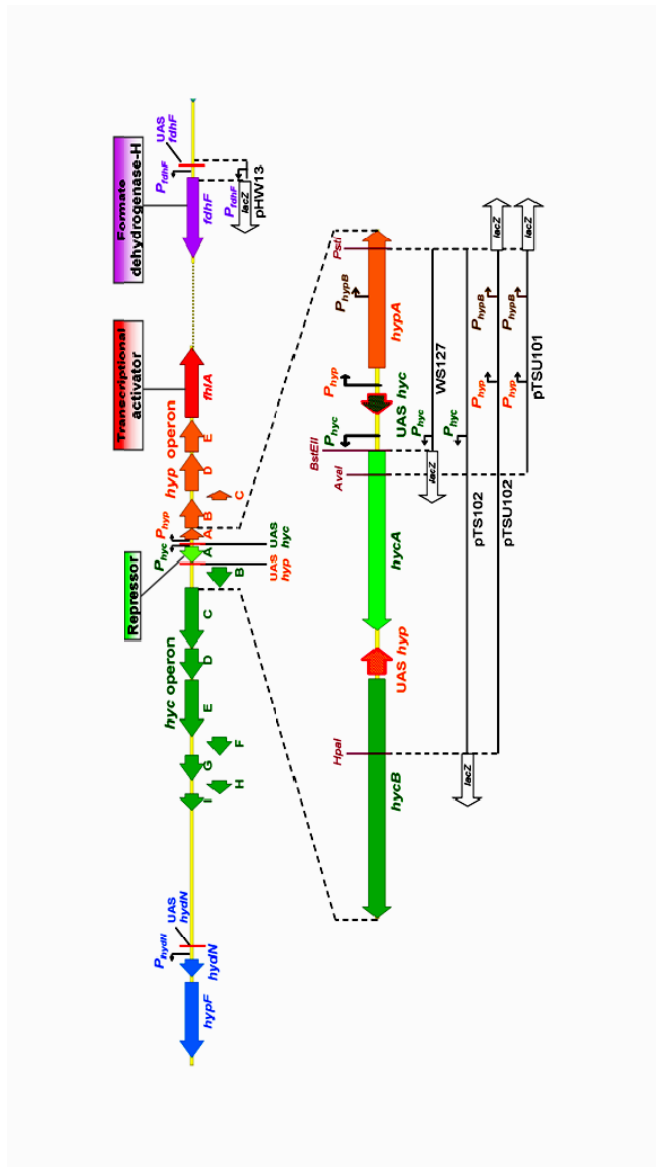 Formate
dehydrogenase-H
Transcriptional
activator
Repressor
UAS
fdhF
PfdhF
fdhF
PfdhF
lacZ
pHW13
fhlA
hyp operon
E
D
C
B
A
Phyp
Phyc
A
UAS
hyc
UAS
hyp
B
C
hyc operon
D
E
F
G
H
I
UAS
hydN
PhydN
hydN
hypF
PstI
PhypB
hypA
Phyp
UAS hyc
Phyc
BstEII
AvaI
hycA
UAS hyp
HpaI
hycB
WS127
Phyc
lacZ
Phyc
pTS102
lacZ
lacZ
PhypB
Phyp
pTSU102
lacZ
PhypB
Phyp
pTSU101